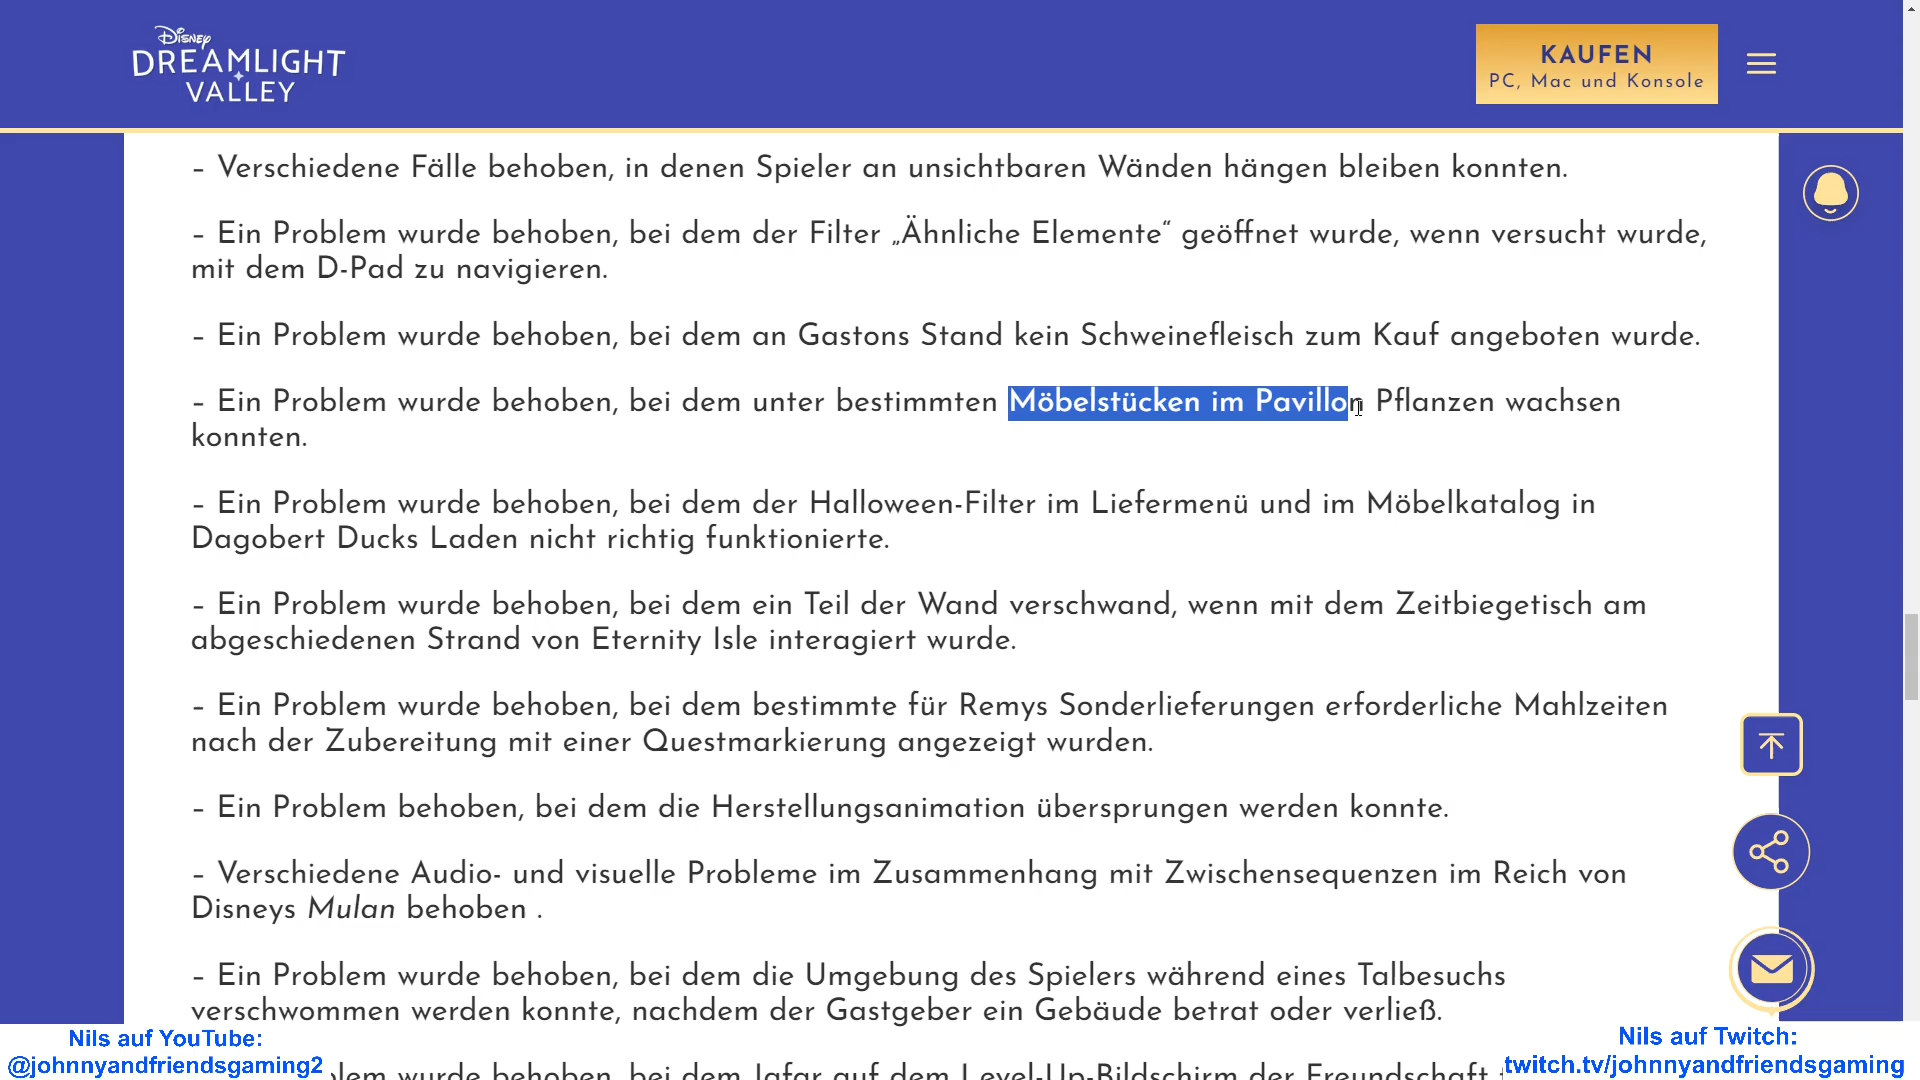 Disney
DREAMLIGHT
VALLEY
KAUFEN
PC, Mac und Konsole
– Verschiedene Fälle behoben, in denen Spieler an unsichtbaren Wänden hängen bleiben konnten.
– Ein Problem wurde behoben, bei dem der Filter „Ähnliche Elemente“ geöffnet wurde, wenn versucht wurde,
mit dem D-Pad zu navigieren.
– Ein Problem wurde behoben, bei dem an Gastons Stand kein Schweinefleisch zum Kauf angeboten wurde.
– Ein Problem wurde behoben, bei dem unter bestimmten Möbelstücken im Pavillon Pflanzen wachsen
konnten.
– Ein Problem wurde behoben, bei dem der Halloween-Filter im Liefermenü und im Möbelkatalog in
Dagobert Ducks Laden nicht richtig funktionierte.
– Ein Problem wurde behoben, bei dem ein Teil der Wand verschwand, wenn mit dem Zeitbiegetisch am
abgeschiedenen Strand von Eternity Isle interagiert wurde.
– Ein Problem wurde behoben, bei dem bestimmte für Remys Sonderlieferungen erforderliche Mahlzeiten
nach der Zubereitung mit einer Questmarkierung angezeigt wurden.
– Ein Problem behoben, bei dem die Herstellungsanimation übersprungen werden konnte.
– Verschiedene Audio- und visuelle Probleme im Zusammenhang mit Zwischensequenzen im Reich von
Disneys Mulan behoben .
– Ein Problem wurde behoben, bei dem die Umgebung des Spielers während eines Talbesuchs
verschwommen werden konnte, nachdem der Gastgeber ein Gebäude betrat oder verließ.
wurde behoben, bei dem Jafar auf dem Level-Up-Bildschirm der Freundschaft
Nils auf YouTube:
@johnnyandfriendsgaming2
Nils auf Twitch:
twitch.tv/johnnyandfriendsgaming